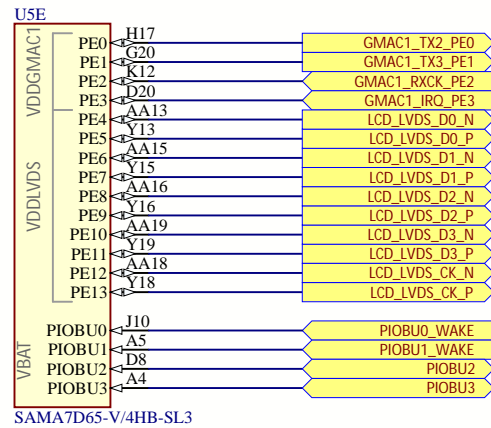 U5E
VDDGMAC1
PE0 H17 GMAC1_TX2_PE0
PE1 G20 GMAC1_TX3_PE1
PE2 K12 GMAC1_RXCK_PE2
PE3 D20 GMAC1_IRQ_PE3
VDDLVDS
PE4 AA13 LCD_LVDS_D0_N
PE5 Y13 LCD_LVDS_D0_P
PE6 AA15 LCD_LVDS_D1_N
PE7 Y15 LCD_LVDS_D1_P
PE8 AA16 LCD_LVDS_D2_N
PE9 Y16 LCD_LVDS_D2_P
PE10 AA19 LCD_LVDS_D3_N
PE11 Y19 LCD_LVDS_D3_P
PE12 AA18 LCD_LVDS_CK_N
PE13 Y18 LCD_LVDS_CK_P
VBAT
PIOBU0 J10 PIOBU0_WAKE
PIOBU1 A5 PIOBU1_WAKE
PIOBU2 D8 PIOBU2
PIOBU3 A4 PIOBU3
SAMA7D65-V/4HB-SL3